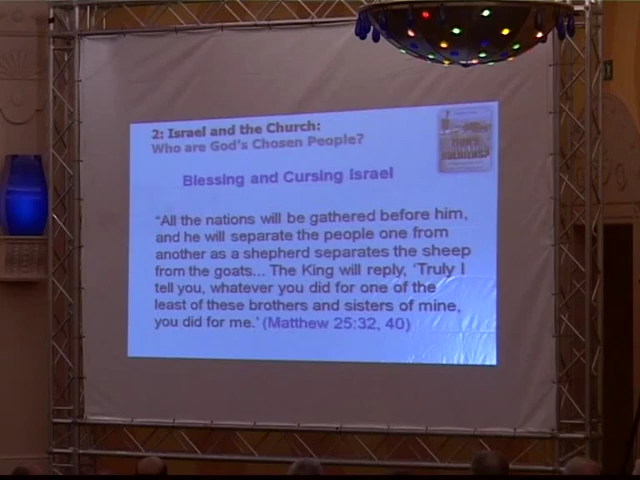 2: Israel and the Church:
Who are God's Chosen People?
Blessing and Cursing Israel
“All the nations will be gathered before him,
and he will separate the people one from
another as a shepherd separates the sheep
from the goats... The King will reply, ‘Truly I
tell you, whatever you did for one of the
least of these brothers and sisters of mine,
you did for me.’ (Matthew 25:32, 40)